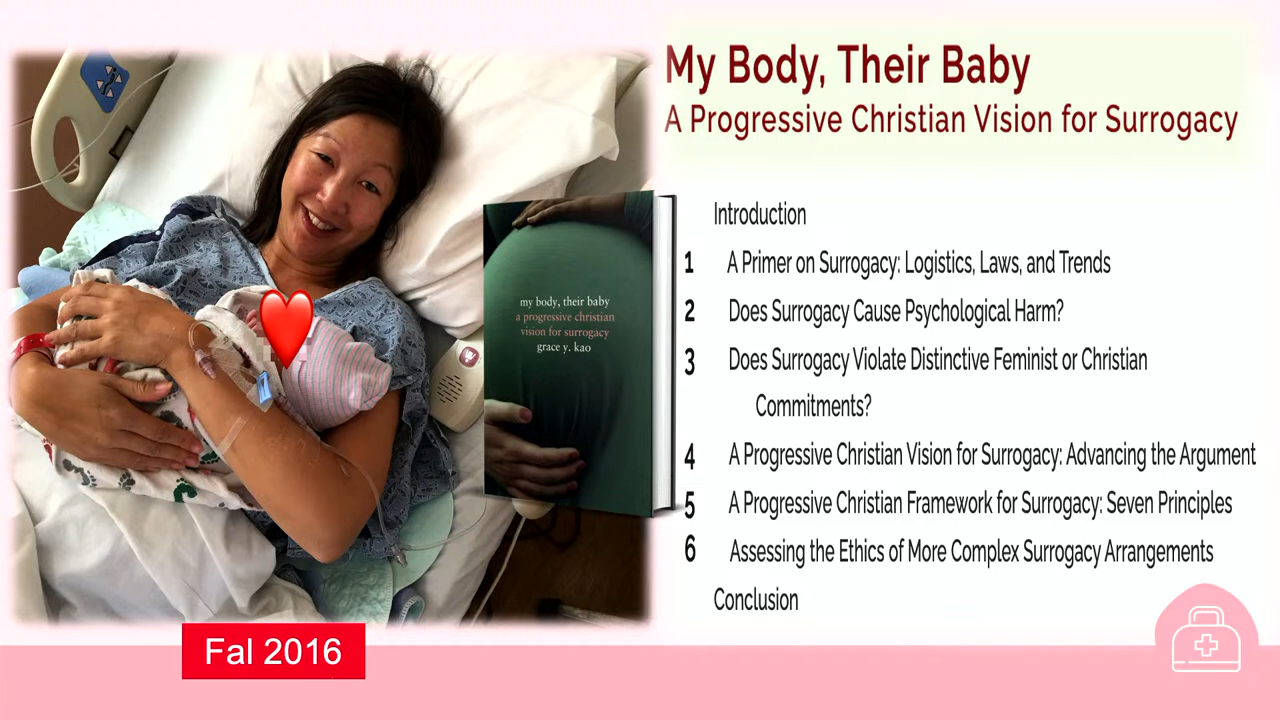 My Body, Their Baby
A Progressive Christian Vision for Surrogacy
my body, their baby
a progressive christian
vision for surrogacy
grace y. kao
Introduction
1 A Primer on Surrogacy: Logistics, Laws, and Trends
2 Does Surrogacy Cause Psychological Harm?
3 Does Surrogacy Violate Distinctive Feminist or Christian
Commitments?
4 A Progressive Christian Vision for Surrogacy: Advancing the Argument
5 A Progressive Christian Framework for Surrogacy: Seven Principles
6 Assessing the Ethics of More Complex Surrogacy Arrangements
Conclusion
Fal 2016